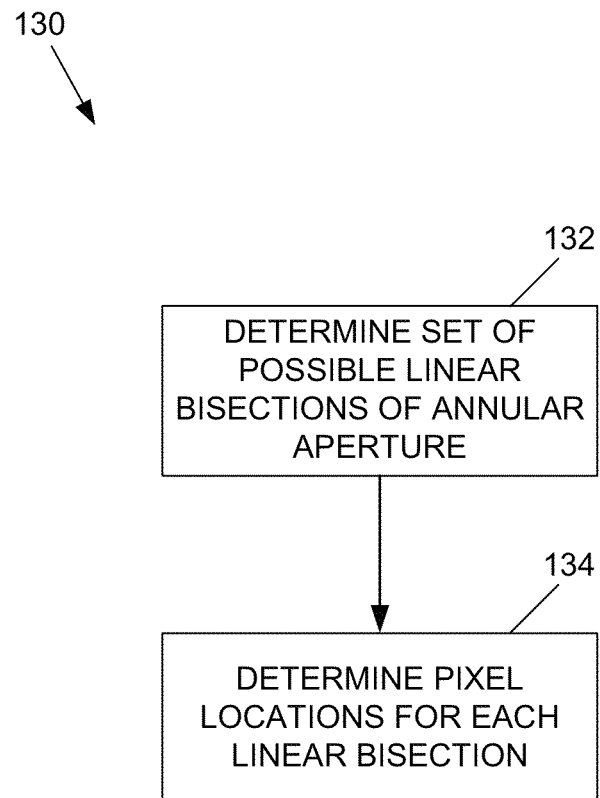 130
132
DETERMINE SET OF
POSSIBLE LINEAR
BISECTIONS OF ANNULAR
APERTURE
134
DETERMINE PIXEL
LOCATIONS FOR EACH
LINEAR BISECTION